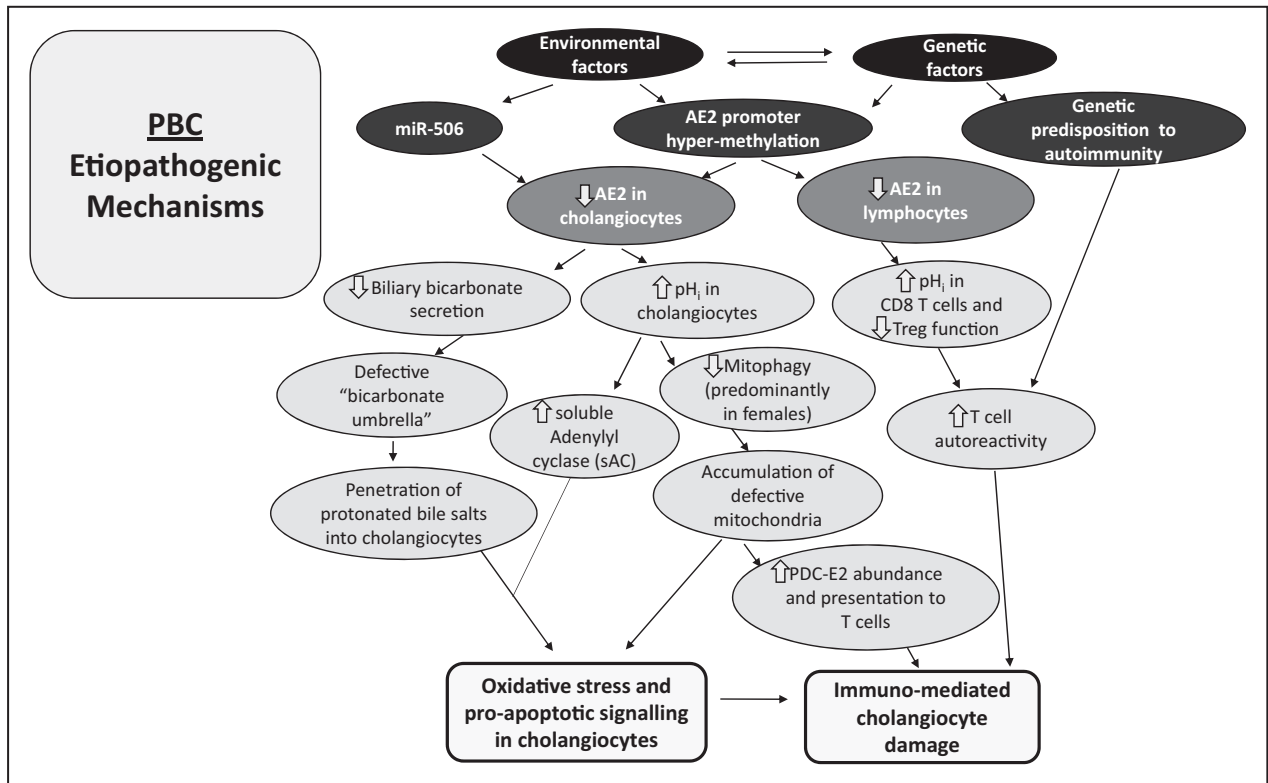 PBC
Etiopathogenic
Mechanisms
Environmental
factors
Genetic
factors
miR-506
AE2 promoter
hyper-methylation
Genetic
predisposition to
autoimmunity
⇩AE2 in
cholangiocytes
⇩AE2 in
lymphocytes
⇩Biliary bicarbonate
secretion
⇧pHᵢ in
cholangiocytes
⇧pHᵢ in
CD8 T cells and
⇩Treg function
Defective
“bicarbonate
umbrella”
⇧soluble
Adenylyl
cyclase (sAC)
⇩Mitophagy
(predominantly
in females)
⇧T cell
autoreactivity
Penetration of
protonated bile salts
into cholangiocytes
Accumulation of
defective
mitochondria
⇧PDC-E2 abundance
and presentation to
T cells
Oxidative stress and
pro-apoptotic signalling
in cholangiocytes
Immuno-mediated
cholangiocyte
damage